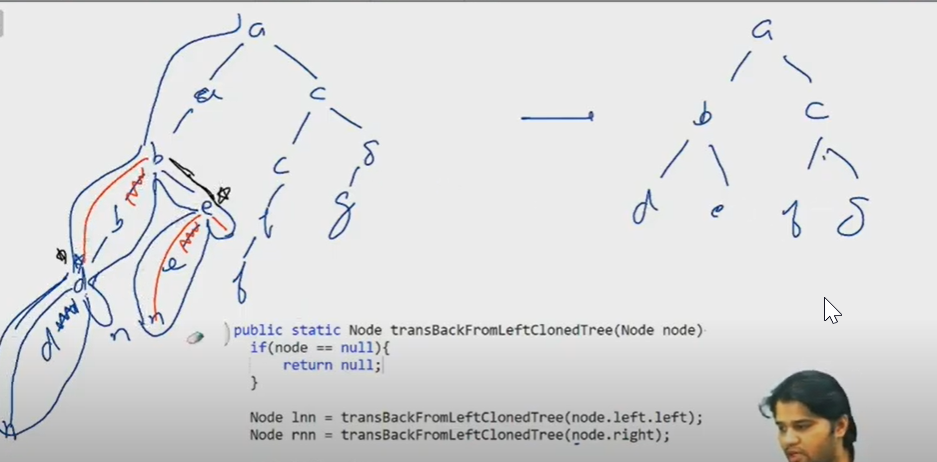 a
a
a
c
b
c
b
c
g
b
e
f
g
d
e
b
g
d
e
f
n
n
f
d
n
public static Node transBackFromLeftClonedTree(Node node)
if(node == null){
return null;
}
Node lnn = transBackFromLeftClonedTree(node.left.left);
Node rnn = transBackFromLeftClonedTree(node.right);